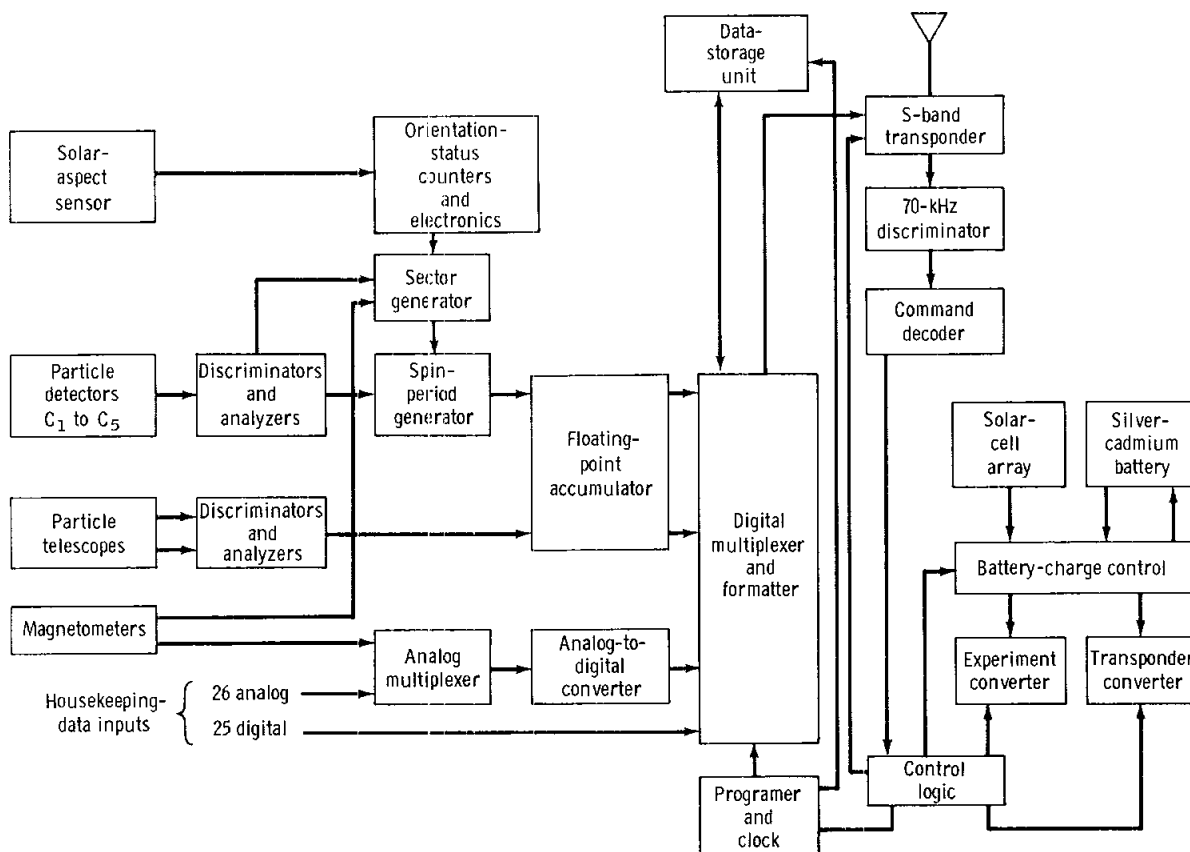 Data-
storage
unit
S-band
transponder
Solar-
aspect
sensor
Orientation-
status
counters
and
electronics
70-kHz
discriminator
Sector
generator
Command
decoder
Particle
detectors
C1 to C5
Discriminators
and
analyzers
Spin-
period
generator
Floating-
point
accumulator
Solar-
cell
array
Silver-
cadmium
battery
Particle
telescopes
Discriminators
and
analyzers
Digital
multiplexer
and
formatter
Battery-charge control
Magnetometers
Analog
multiplexer
Analog-to-
digital
converter
Experiment
converter
Transponder
converter
Housekeeping-
data inputs
26 analog
25 digital
Programer
and
clock
Control
logic